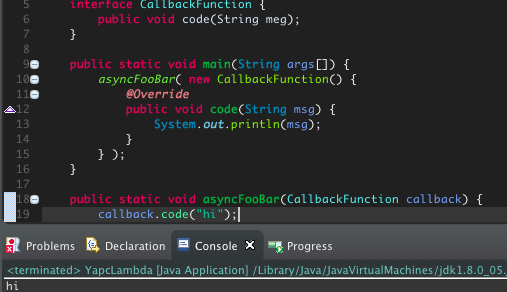 5 interface CallbackFunction {
6 public void code(String meg);
7 }
8
9 public static void main(String args[]) {
10 asyncFooBar( new CallbackFunction() {
11 @Override
12 public void code(String msg) {
13 System.out.println(msg);
14 }
15 } );
16 }
17
18 public static void asyncFooBar(CallbackFunction callback) {
19 callback.code("hi");
Problems Declaration Console Progress
<terminated> YapcLambda [Java Application] /Library/Java/JavaVirtualMachines/jdk1.8.0_05.
hi